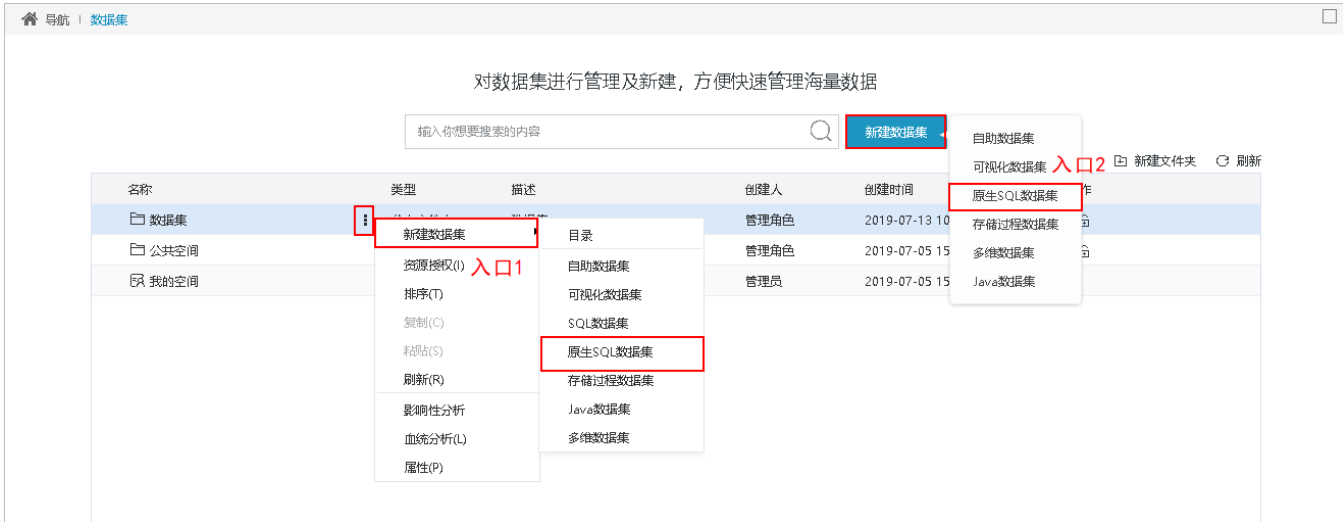 导航 | 数据集
对数据集进行管理及新建，方便快速管理海量数据
输入你想要搜索的内容
新建数据集
新建文件夹 刷新
名称 类型 描述 创建人 创建时间
数据集 管理角色 2019-07-13 10
公共空间 管理角色 2019-07-05 15
我的空间 管理员 2019-07-05 15
新建数据集
资源授权(I)
入口1
排序(T)
复制(C)
粘贴(S)
刷新(R)
影响性分析
血统分析(L)
属性(P)
目录
自助数据集
可视化数据集
SQL数据集
原生SQL数据集
存储过程数据集
Java数据集
多维数据集
自助数据集
可视化数据集
入口2
原生SQL数据集
存储过程数据集
多维数据集
Java数据集